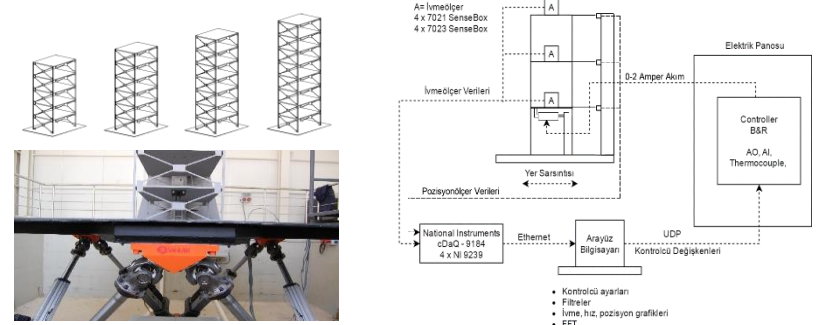 A= İvmeölçer
4 x 7021 SenseBox
4 x 7023 SenseBox
A
A
A
İvmeölçer Verileri
0-2 Amper Akım
Elektrik Panosu
Controller
B&R
AO, AI,
Thermocouple,
Yer Sarsıntısı
Pozisyonölçer Verileri
National Instruments
cDaQ - 9184
4 x NI 9239
Ethernet
Arayüz
Bilgisayarı
UDP
Kontrolcü Değişkenleri
• Kontrolcü ayarları
• Filtreler
• İvme, hız, pozisyon grafikleri
• FFT